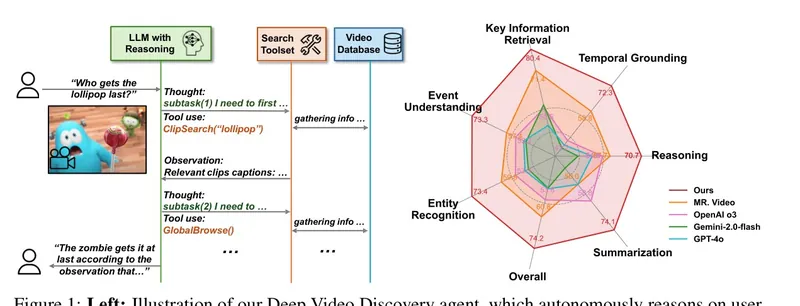 LLM with
Reasoning
Search
Toolset
Video
Database
“Who gets the
lollipop last?”
Thought:
subtask(1) I need to first …
Tool use:
ClipSearch(“lollipop”)
gathering info …
Observation:
Relevant clips captions: …
Thought:
subtask(2) I need to …
Tool use:
GlobalBrowse()
gathering info …
“The zombie gets it at
last according to the
observation that…”
…
…
Key Information
Retrieval
80.4
Temporal Grounding
72.3
Event
Understanding
73.3
Reasoning
70.7
Entity
Recognition
73.4
Summarization
74.1
Overall
74.2
Ours
MR. Video
OpenAI o3
Gemini-2.0-flash
GPT-4o
Figure 1: Left: Illustration of our Deep Video Discovery agent, which autonomously reasons on user